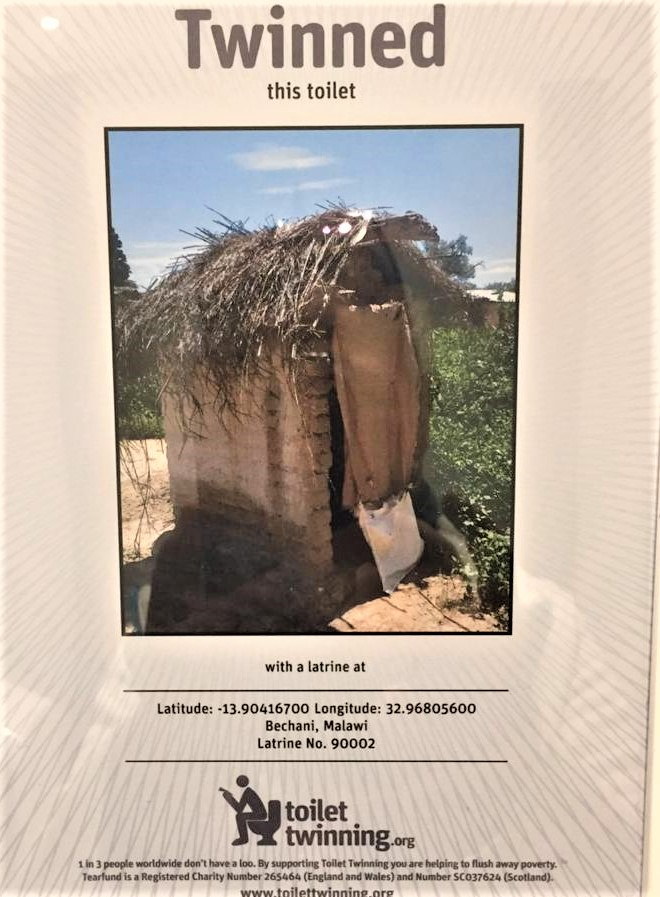 Twinned
this toilet
with a latrine at
Latitude: -13.90416700 Longitude: 32.96805600
Bechani, Malawi
Latrine No. 90002
toilet
twinning.org
1 in 3 people worldwide don't have a loo. By supporting Toilet Twinning you are helping to flush away poverty.
Tearfund is a Registered Charity Number 265464 (England and Wales) and Number SC037624 (Scotland).
www.toilettwinning.org